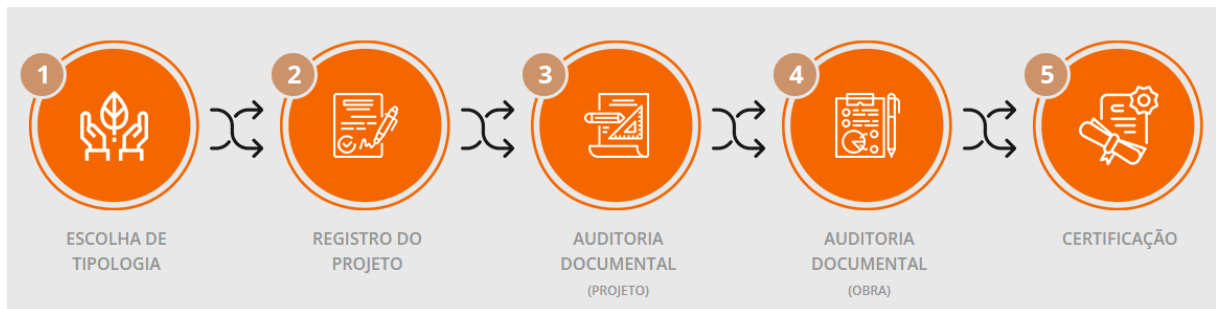 1
2
3
4
5
ESCOLHA DE
TIPOLOGIA
REGISTRO DO
PROJETO
AUDITORIA
DOCUMENTAL
(PROJETO)
AUDITORIA
DOCUMENTAL
(OBRA)
CERTIFICAÇÃO